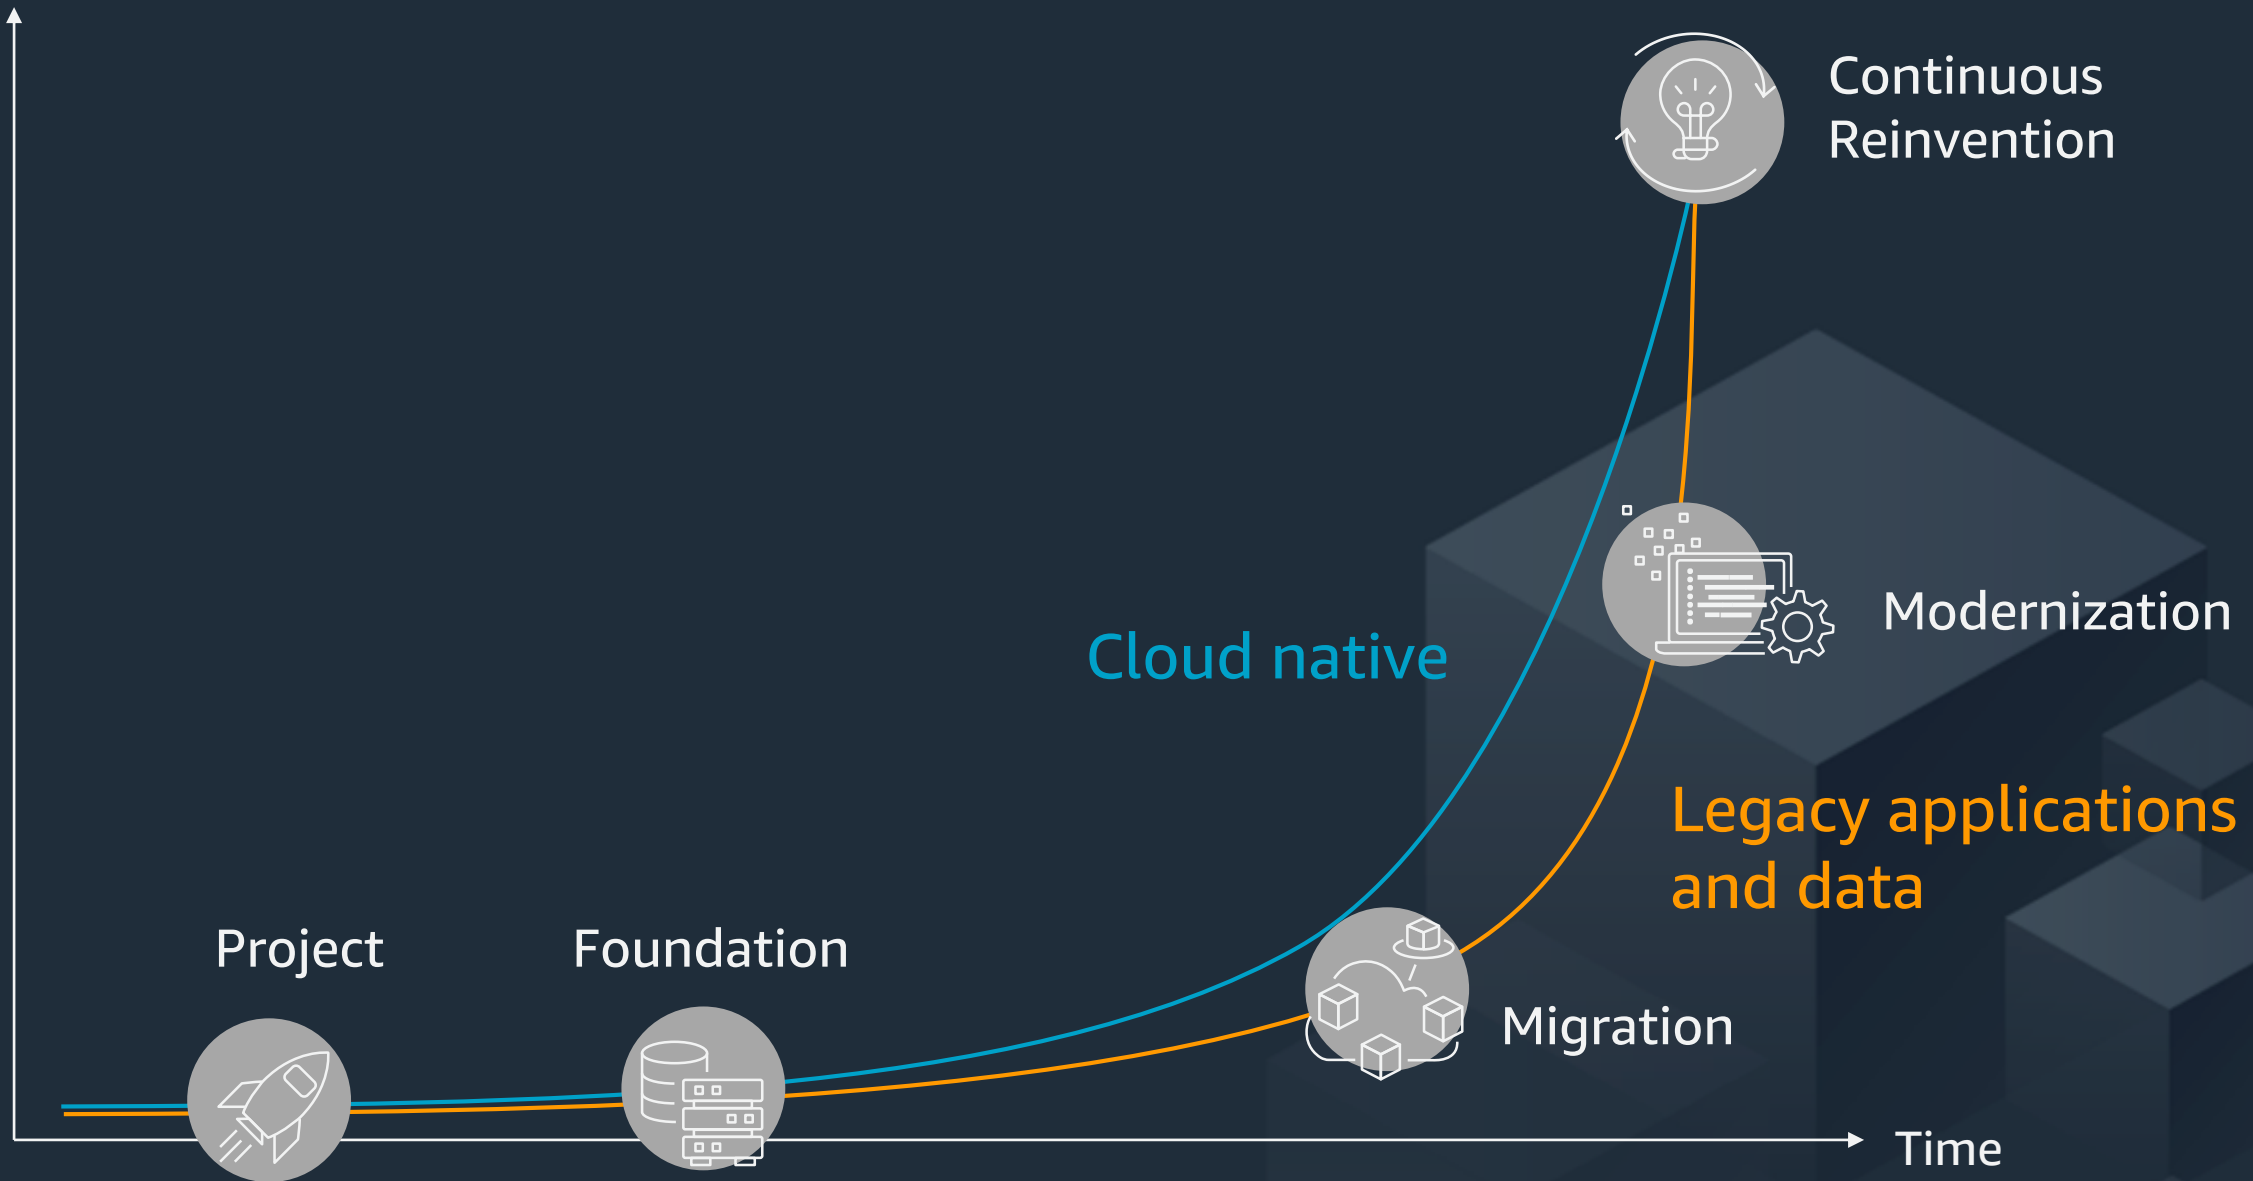 Continuous
Reinvention
Modernization
Cloud native
Legacy applications
and data
Project
Foundation
Migration
Time